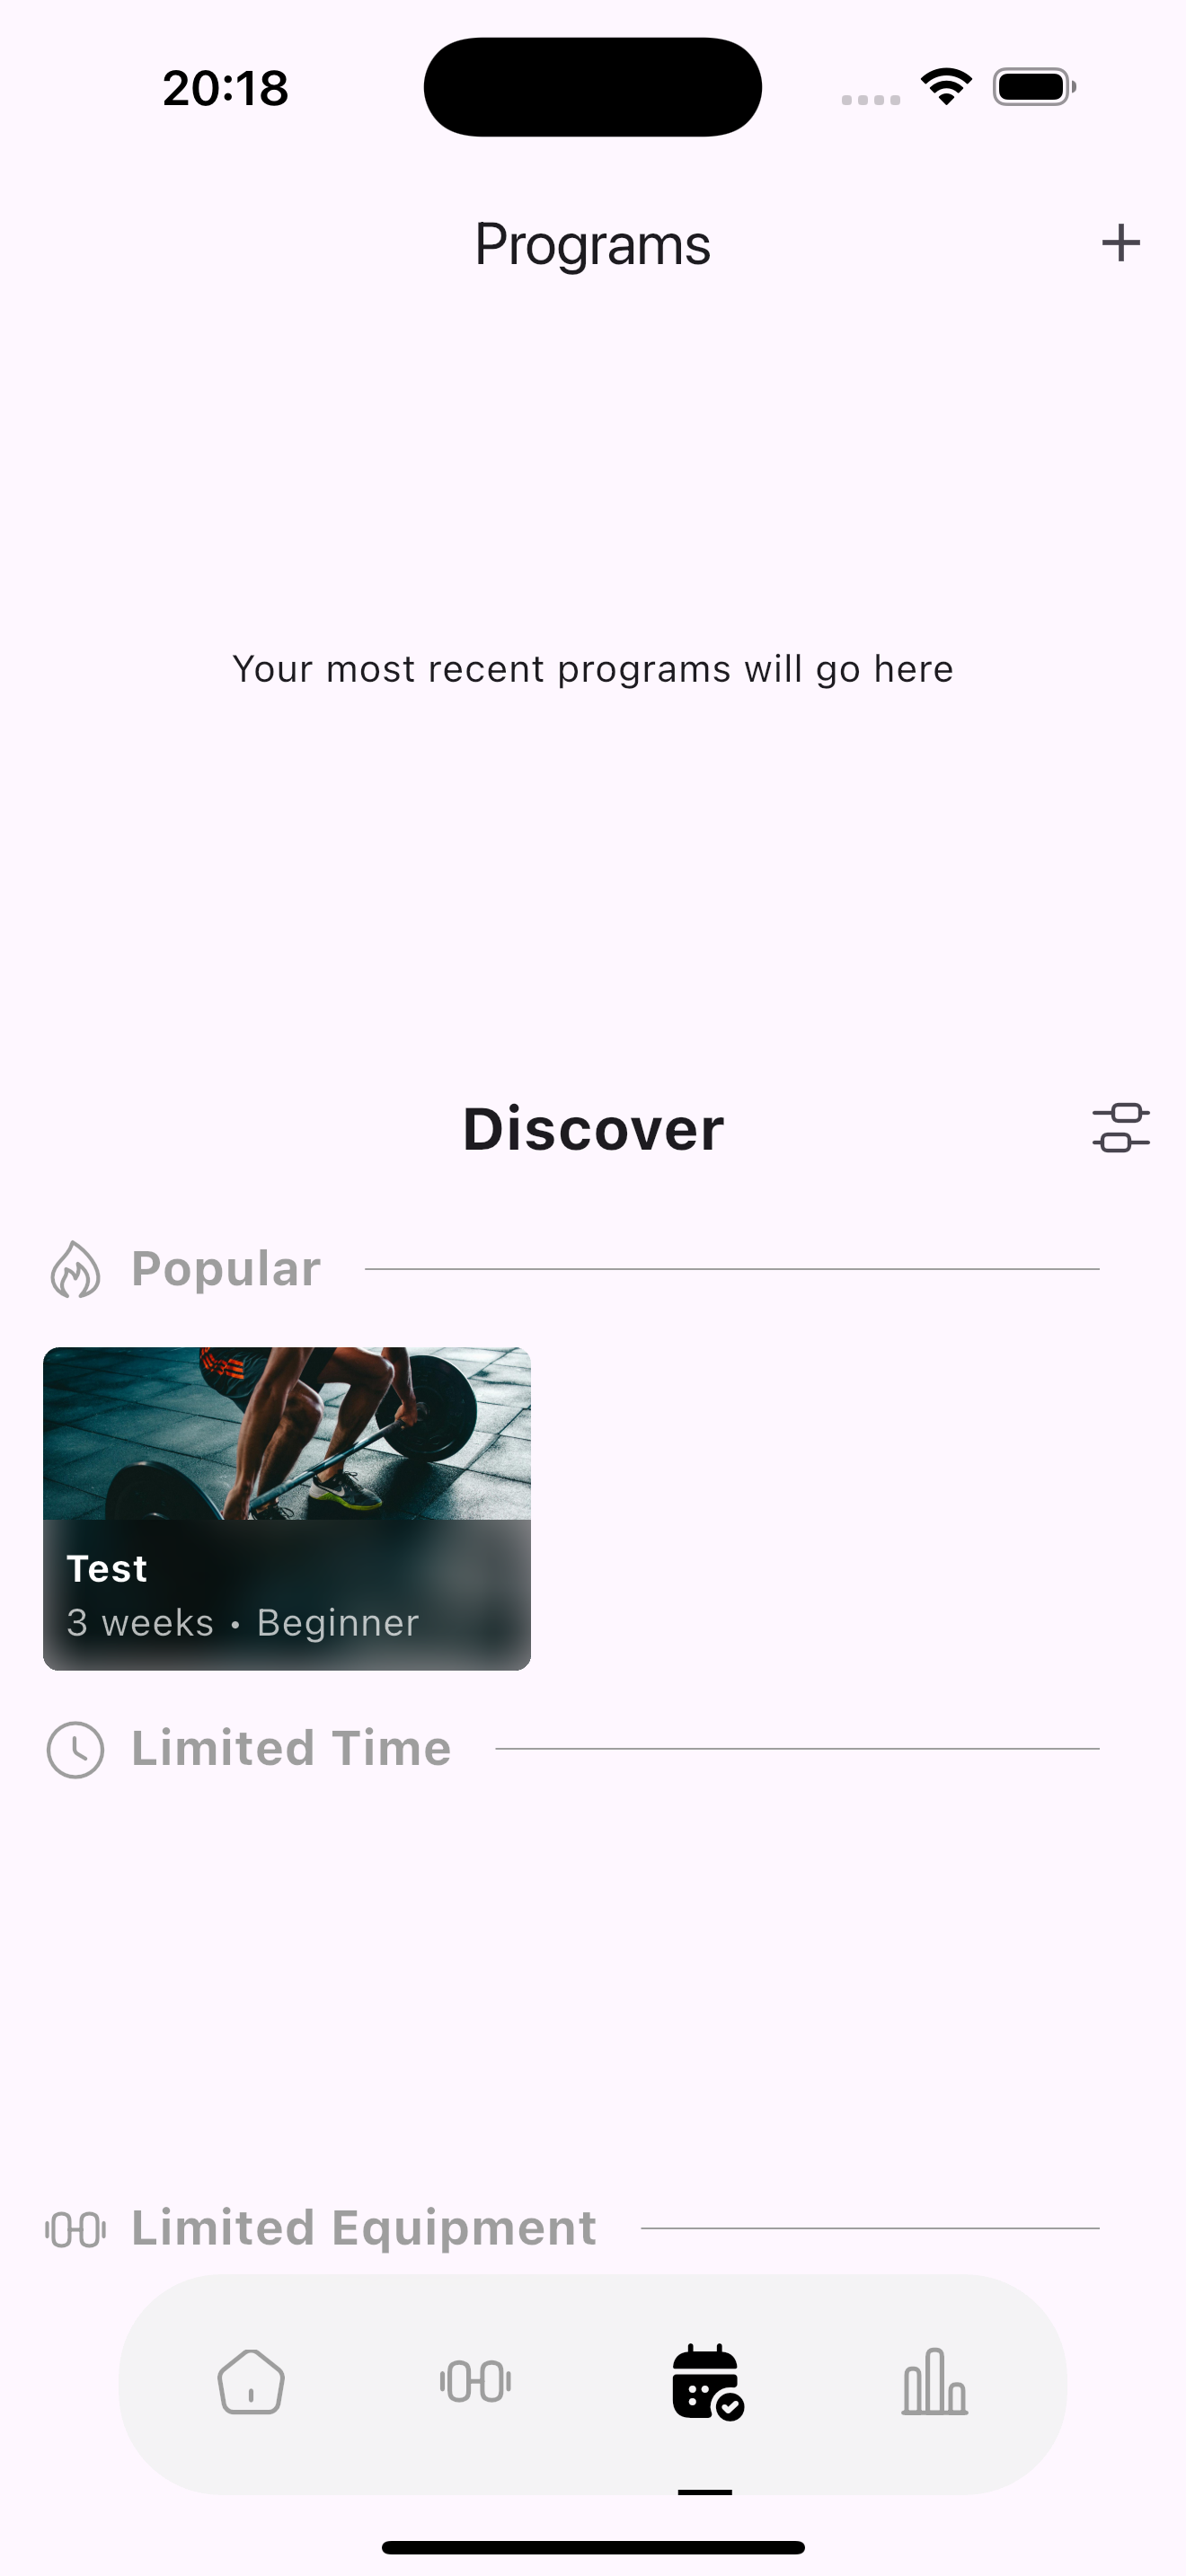 20:18
Programs
Your most recent programs will go here
Discover
Popular
Test
3 weeks • Beginner
Limited Time
Limited Equipment